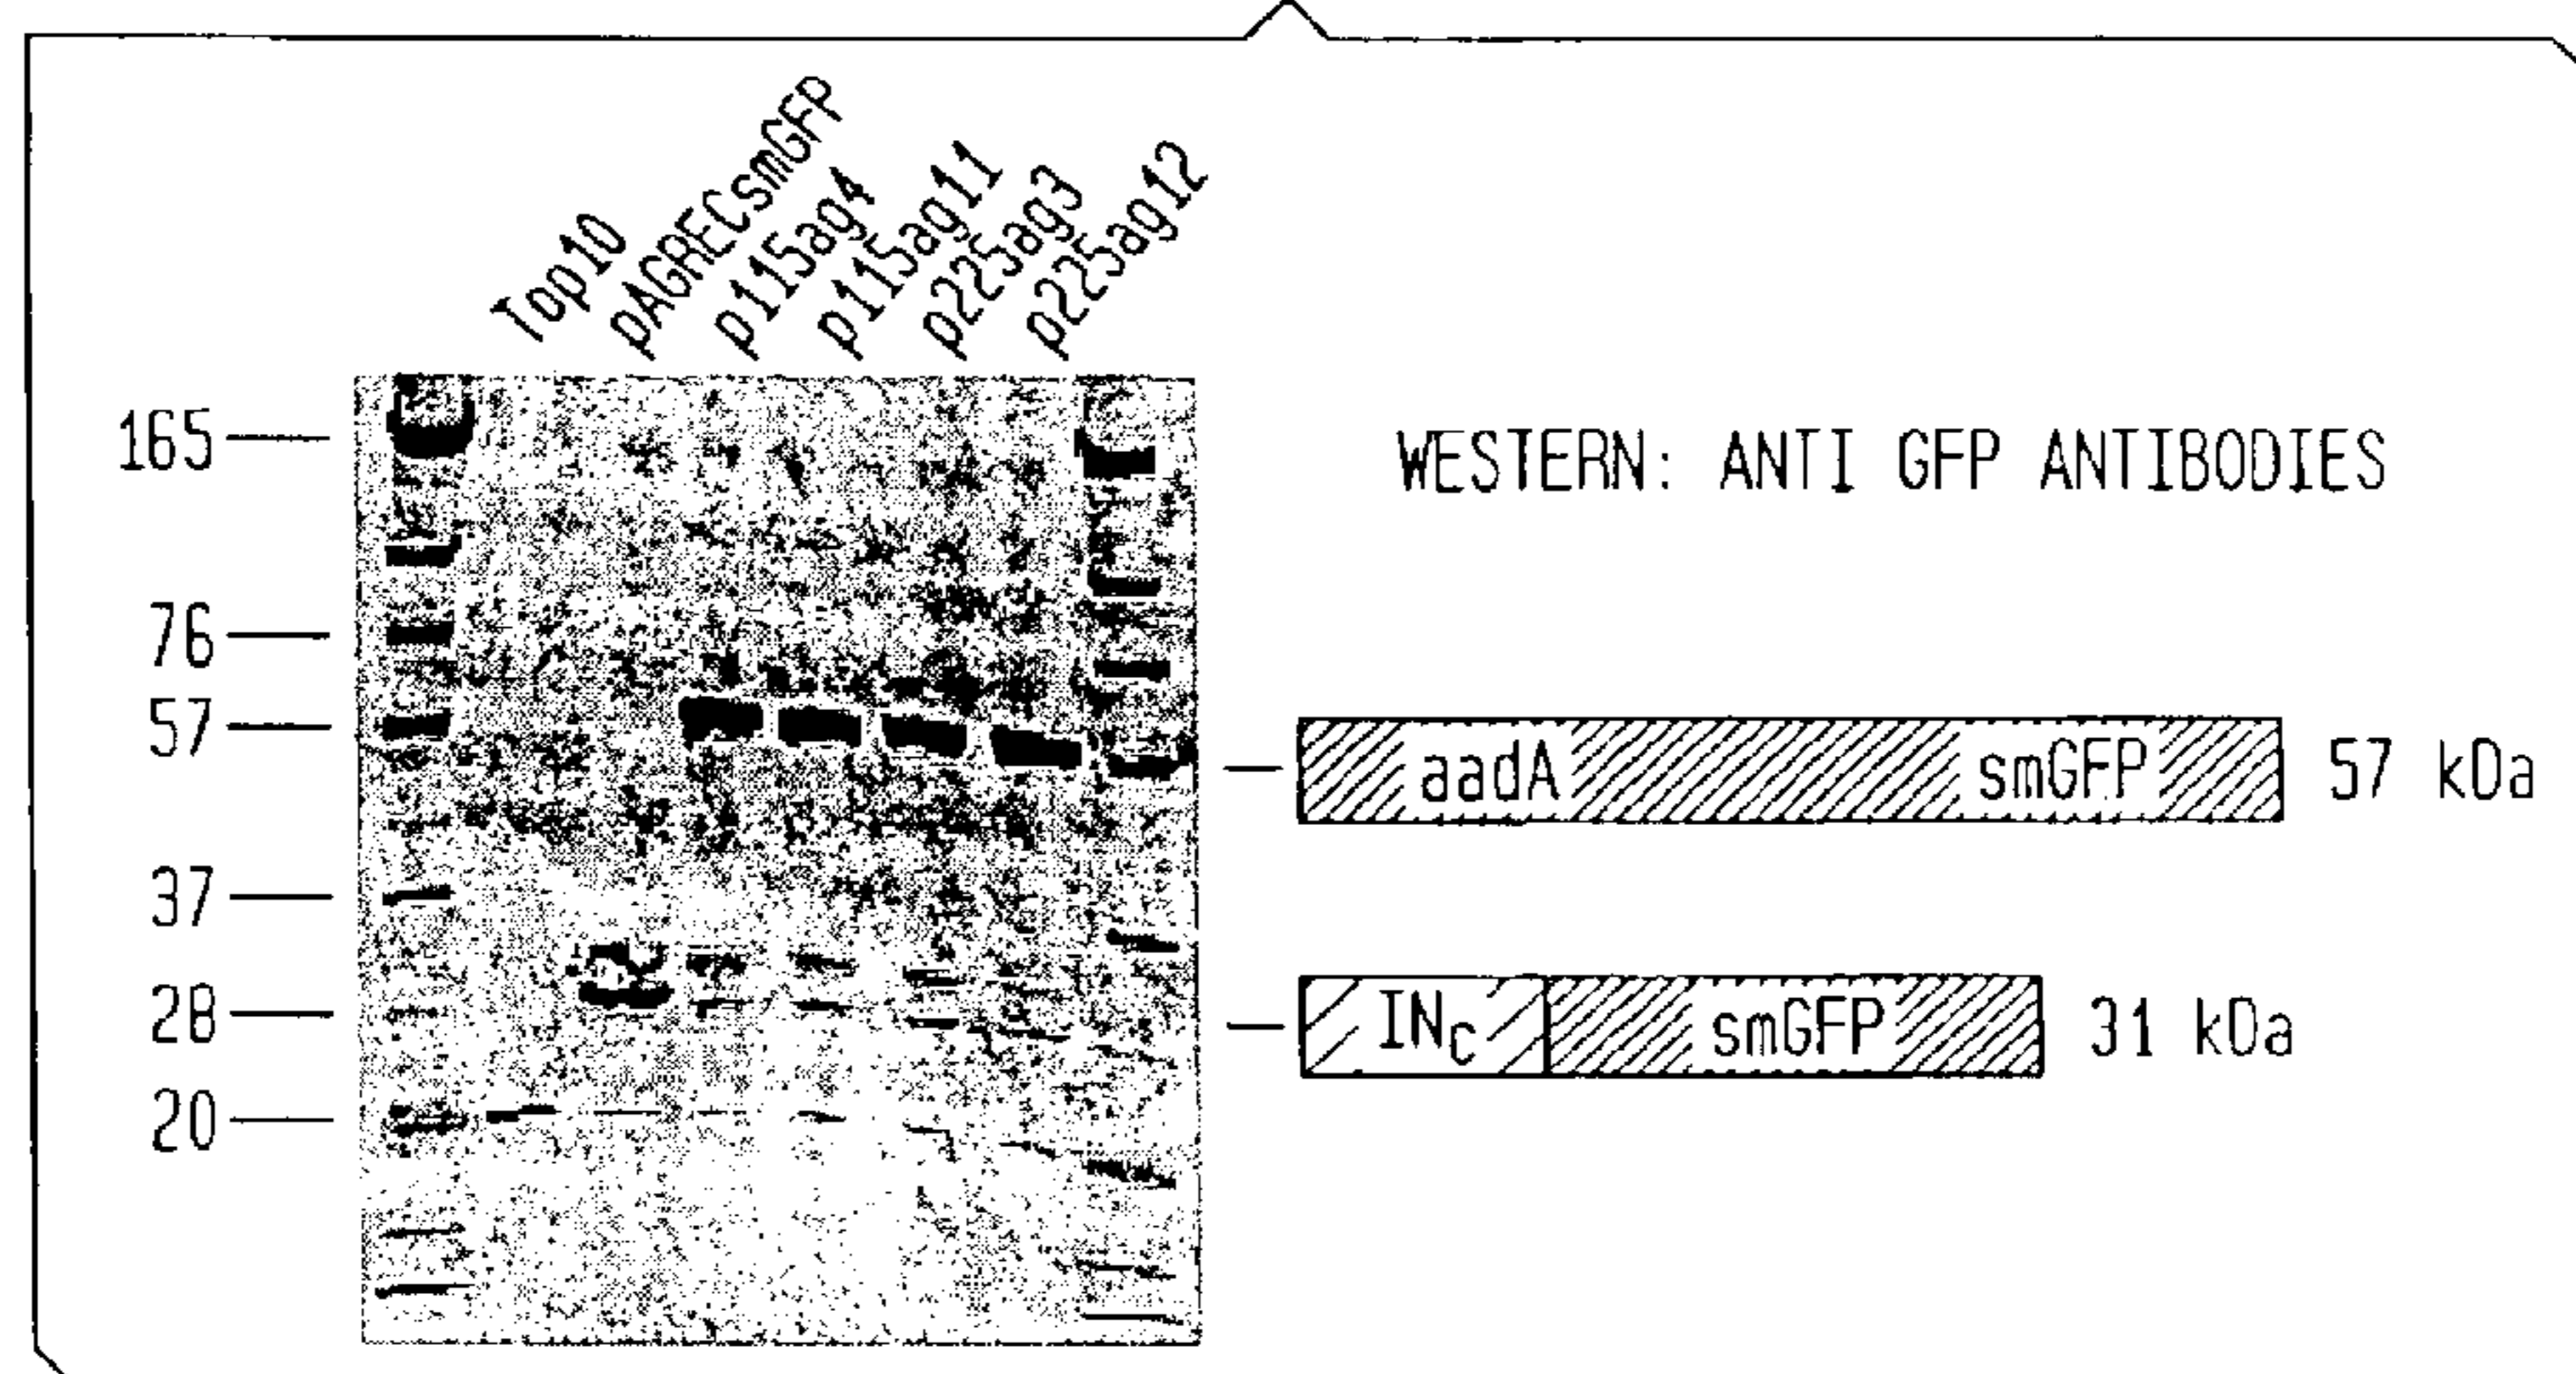 Top10
pAGRECsmGFP
p115ag4
p115ag11
p225ag3
p225ag12
165
WESTERN: ANTI GFP ANTIBODIES
76
57
aadA smGFP 57 kDa
37
28
INC smGFP 31 kDa
20